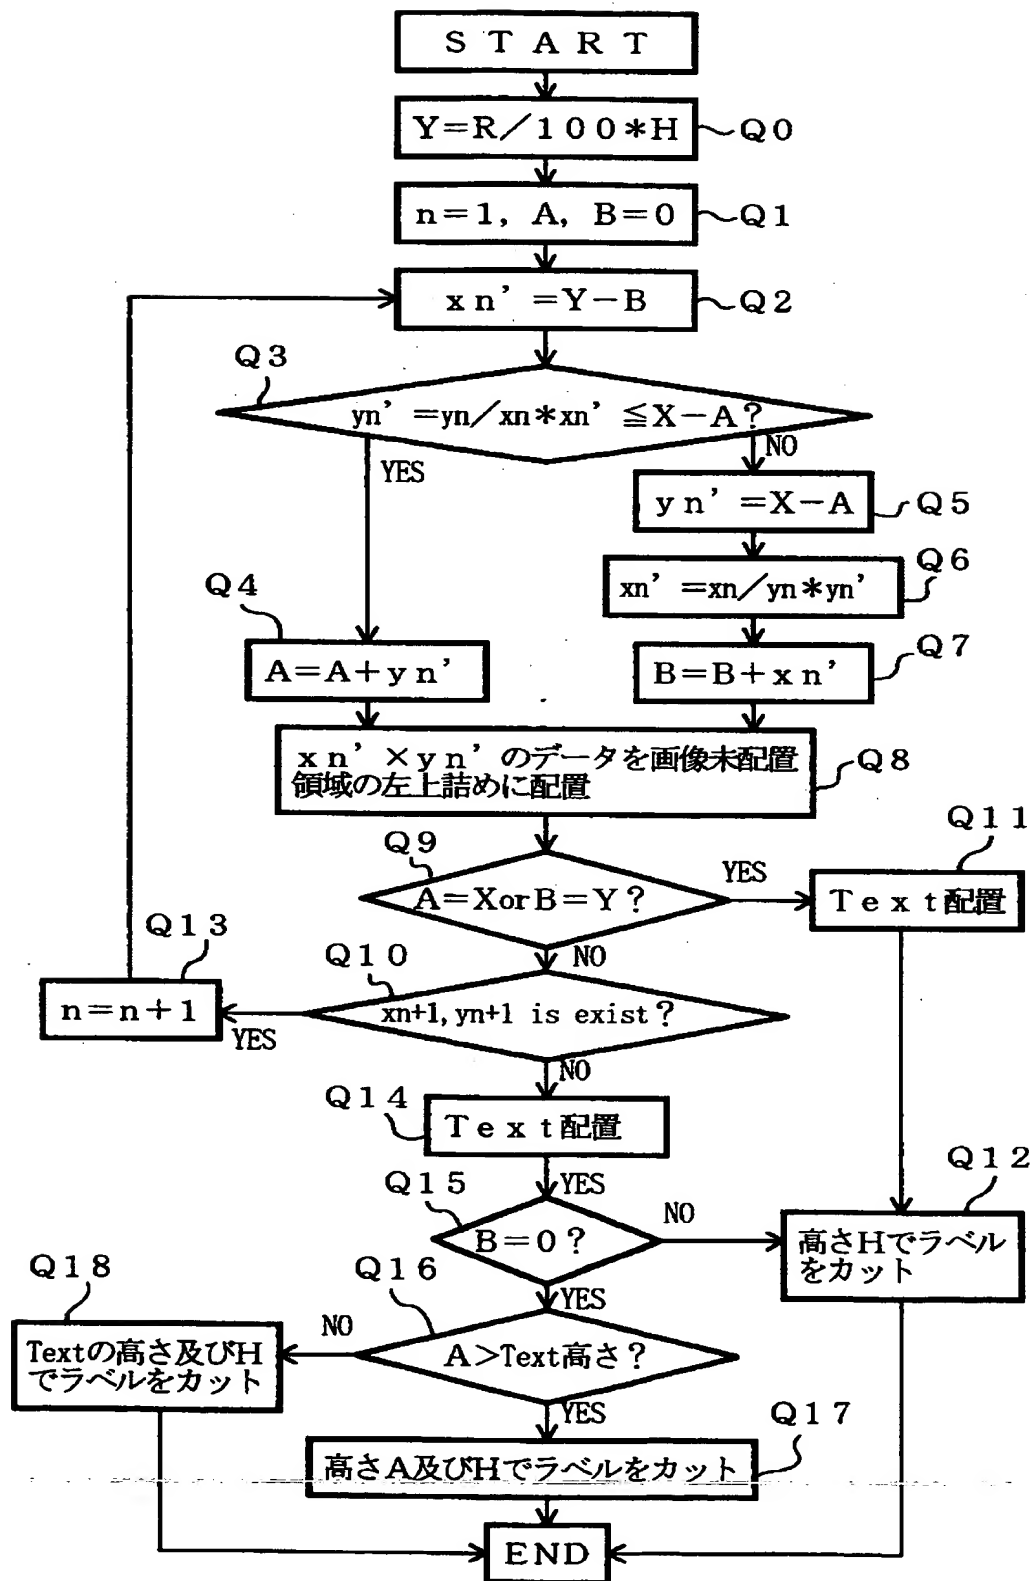 ＳＴＡＲＴ
Ｙ＝Ｒ／１００＊Ｈ
Ｑ０
ｎ＝１, Ａ, Ｂ＝０
Ｑ１
ｘｎ’＝Ｙ－Ｂ
Ｑ２
Ｑ３
yn’＝yn／xn＊xn’≦Ｘ－Ａ？
YES
NO
ｙｎ’＝Ｘ－Ａ
Ｑ５
xn’＝xn／yn＊yn’
Ｑ６
Ｑ４
Ａ＝Ａ＋ｙｎ’
Ｂ＝Ｂ＋ｘｎ’
Ｑ７
ｘｎ’×ｙｎ’のデータを画像未配置
領域の左上詰めに配置
Ｑ８
Ｑ９
Ａ＝ＸorＢ＝Ｙ？
YES
Ｑ１１
Ｔｅｘｔ配置
NO
Ｑ１０
xn+1,yn+1 is exist？
YES
Ｑ１３
ｎ＝ｎ＋１
NO
Ｑ１４
Ｔｅｘｔ配置
YES
Ｑ１５
Ｂ＝０？
NO
Ｑ１２
高さＨでラベル
をカット
YES
Ｑ１６
Ａ＞Text高さ？
NO
Ｑ１８
Textの高さ及びＨ
でラベルをカット
YES
Ｑ１７
高さＡ及びＨでラベルをカット
ＥＮＤ